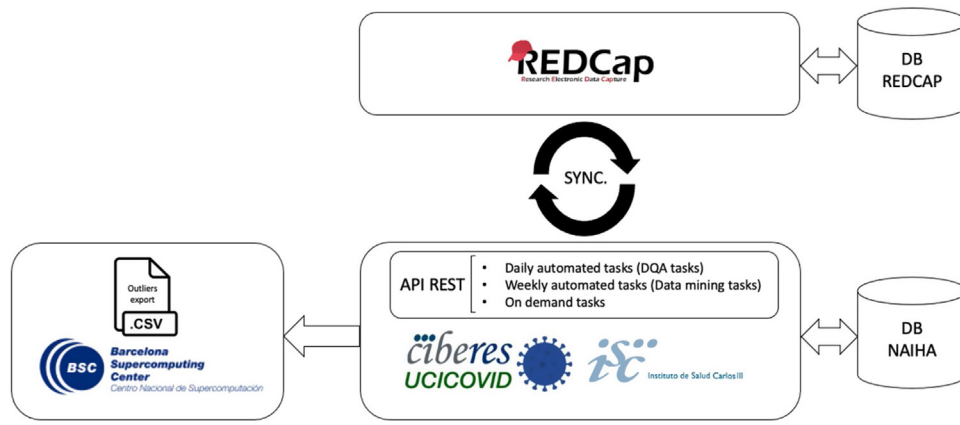 REDCap
Research Electronic Data Capture
DB
REDCAP
SYNC.
Outliers
export
.CSV
BSC
Barcelona
Supercomputing
Center
Centro Nacional de Supercomputación
API REST
• Daily automated tasks (DQA tasks)
• Weekly automated tasks (Data mining tasks)
• On demand tasks
ciberes
UCICOVID
isc
Instituto de Salud Carlos III
DB
NAIHA